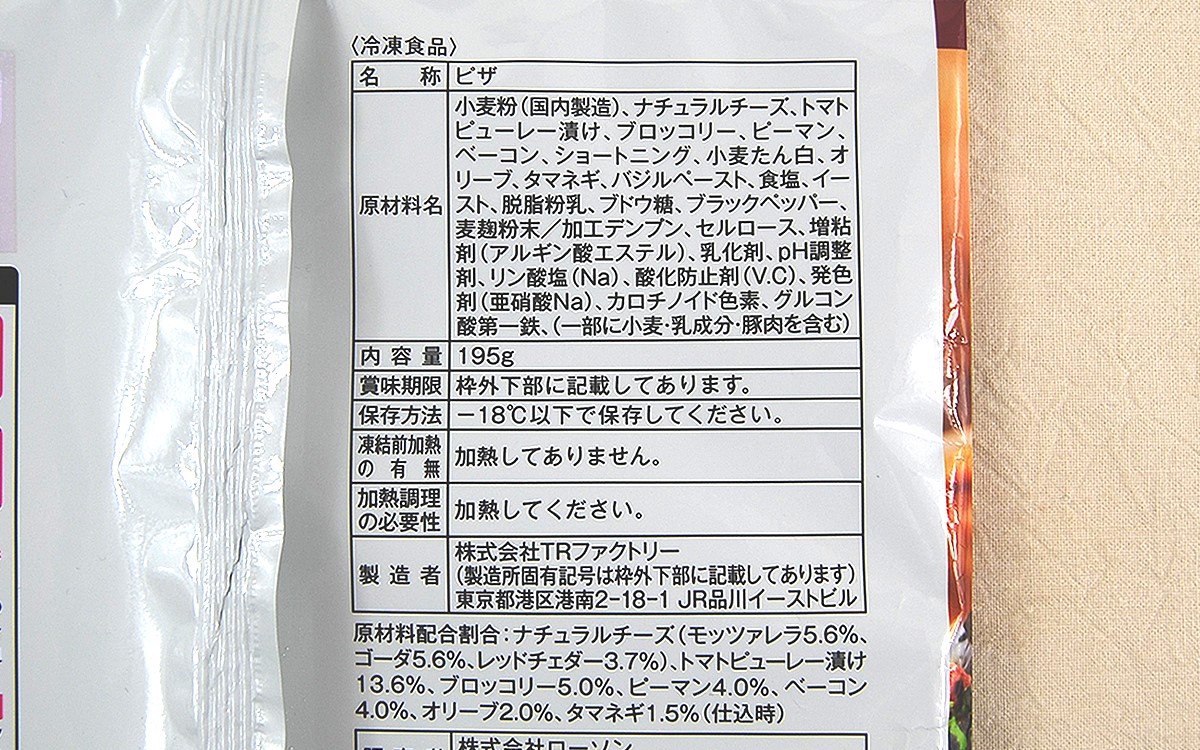 〈冷凍食品〉
名称 ピザ
原材料名
小麦粉(国内製造)、ナチュラルチーズ、トマト
ピューレー漬け、ブロッコリー、ピーマン、
ベーコン、ショートニング、小麦たん白、オ
リーブ、タマネギ、バジルペースト、食塩、イー
スト、脱脂粉乳、ブドウ糖、ブラックペッパー、
麦麹粉末/加工デンプン、セルロース、増粘
剤(アルギン酸エステル)、乳化剤、pH調整
剤、リン酸塩(Na)、酸化防止剤(V.C)、発色
剤(亜硝酸Na)、カロチノイド色素、グルコン
酸第一鉄、(一部に小麦・乳成分・豚肉を含む)
内容量 195g
賞味期限 枠外下部に記載してあります。
保存方法 -18℃以下で保存してください。
凍結前加熱
の有無
加熱してありません。
加熱調理
の必要性
加熱してください。
製造者
株式会社TRファクトリー
(製造所固有記号は枠外下部に記載してあります)
東京都港区港南2-18-1 JR品川イーストビル
原材料配合割合:ナチュラルチーズ(モッツァレラ5.6%、
ゴーダ5.6%、レッドチェダー3.7%)、トマトピューレー漬け
13.6%、ブロッコリー5.0%、ピーマン4.0%、ベーコン
4.0%、オリーブ2.0%、タマネギ1.5%(仕込時)
株式会社ローソン